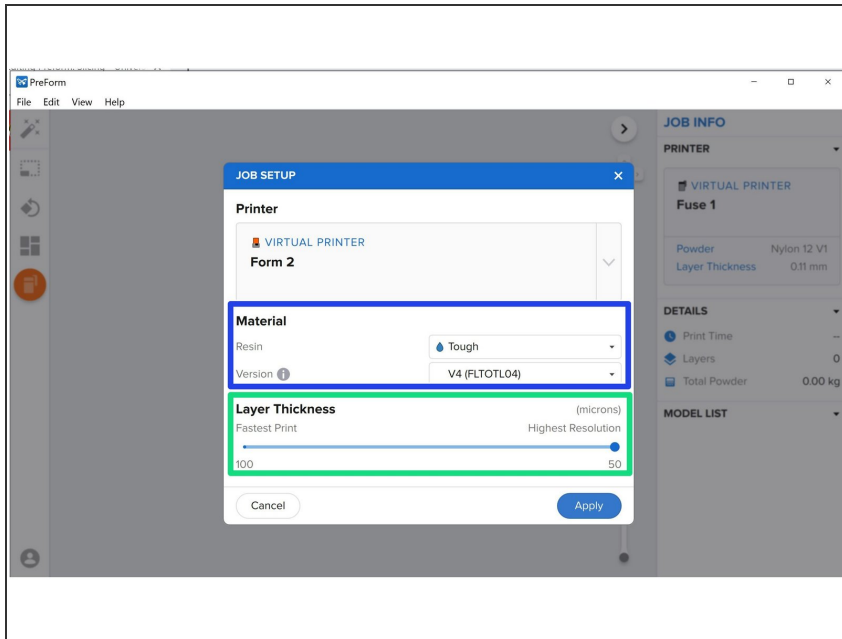 PreForm
File Edit View Help
JOB INFO
PRINTER
VIRTUAL PRINTER
Fuse 1
Powder Nylon 12 V1
Layer Thickness 0.11 mm
DETAILS
Print Time --
Layers 0
Total Powder 0.00 kg
MODEL LIST
JOB SETUP
Printer
VIRTUAL PRINTER
Form 2
Material
Resin Tough
Version V4 (FLTOTL04)
Layer Thickness (microns)
Fastest Print Highest Resolution
100 50
Cancel Apply